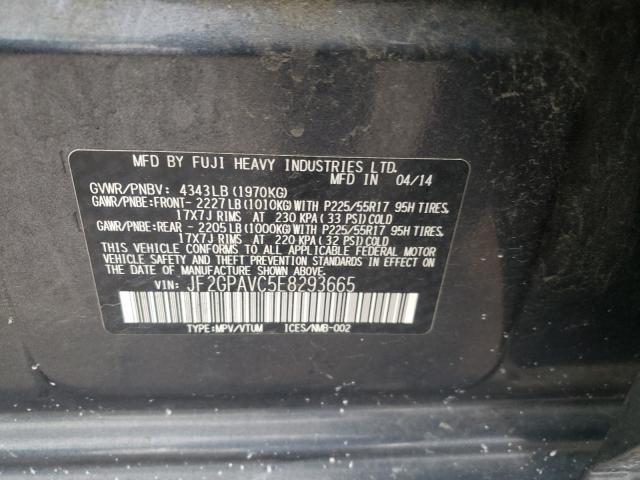 MFD BY FUJI HEAVY INDUSTRIES LTD.
MFD IN 04/14
GVWR/PNBV: 4343LB (1970KG)
GAWR/PNBE:FRONT- 2227LB (1010KG) WITH P225/55R17 95H TIRES,
17X7J RIMS AT 230 KPA (33 PSI) COLD
GAWR/PNBE:REAR - 2205LB (1000KG) WITH P225/55R17 95H TIRES,
17X7J RIMS AT 220 KPA (32 PSI) COLD
THIS VEHICLE CONFORMS TO ALL APPLICABLE FEDERAL MOTOR
VEHICLE SAFETY, BUMPER, AND THEFT PREVENTION STANDARDS
IN EFFECT ON THE DATE OF MANUFACTURE SHOWN ABOVE.
VIN: JF2GPAVC5E8293665
TYPE:MPV/VTUM ICES/NMB-002